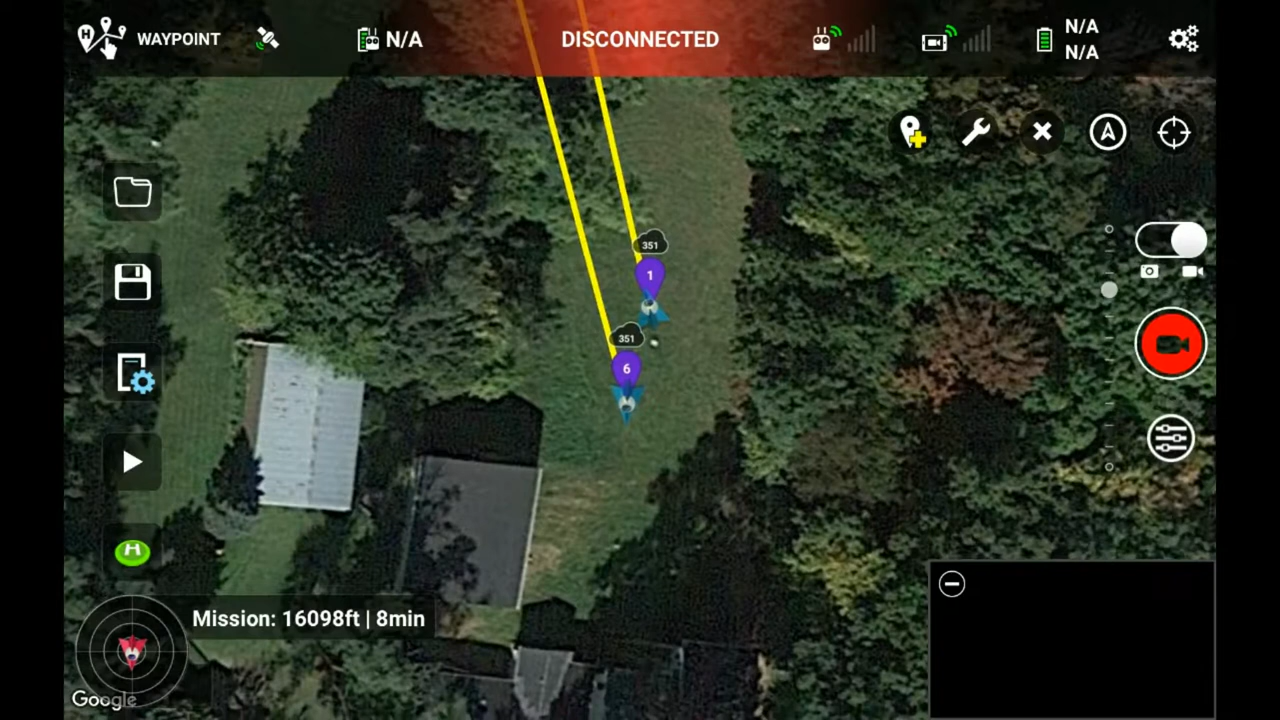 WAYPOINT
N/A
DISCONNECTED
N/A
N/A
351
1
351
6
Mission: 16098ft | 8min
Google